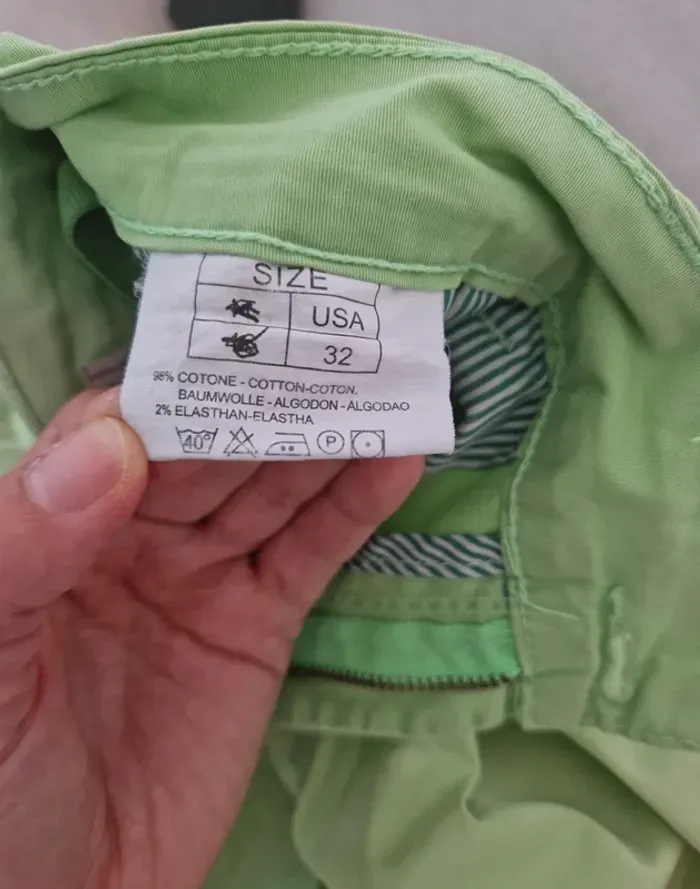 SIZE
USA
32
98% COTONE - COTTON-COTON.
BAUMWOLLE - ALGODON - ALGODAO
2% ELASTHAN-ELASTHA
40°
P